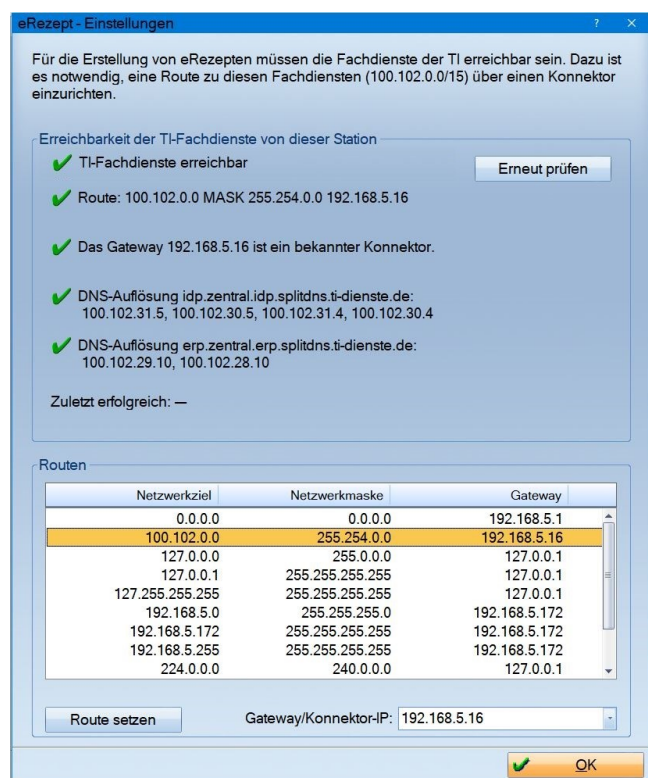 eRezept - Einstellungen
Für die Erstellung von eRezepten müssen die Fachdienste der TI erreichbar sein. Dazu ist
es notwendig, eine Route zu diesen Fachdiensten (100.102.0.0/15) über einen Konnektor
einzurichten.
Erreichbarkeit der TI-Fachdienste von dieser Station
TI-Fachdienste erreichbar
Erneut prüfen
Route: 100.102.0.0 MASK 255.254.0.0 192.168.5.16
Das Gateway 192.168.5.16 ist ein bekannter Konnektor.
DNS-Auflösung idp.zentral.idp.splitdns.ti-dienste.de:
100.102.31.5, 100.102.30.5, 100.102.31.4, 100.102.30.4
DNS-Auflösung erp.zentral.erp.splitdns.ti-dienste.de:
100.102.29.10, 100.102.28.10
Zuletzt erfolgreich: —
Routen
Netzwerkziel Netzwerkmaske Gateway
0.0.0.0 0.0.0.0 192.168.5.1
100.102.0.0 255.254.0.0 192.168.5.16
127.0.0.0 255.0.0.0 127.0.0.1
127.0.0.1 255.255.255.255 127.0.0.1
127.255.255.255 255.255.255.255 127.0.0.1
192.168.5.0 255.255.255.0 192.168.5.172
192.168.5.172 255.255.255.255 192.168.5.172
192.168.5.255 255.255.255.255 192.168.5.172
224.0.0.0 240.0.0.0 127.0.0.1
Route setzen
Gateway/Konnektor-IP: 192.168.5.16
OK